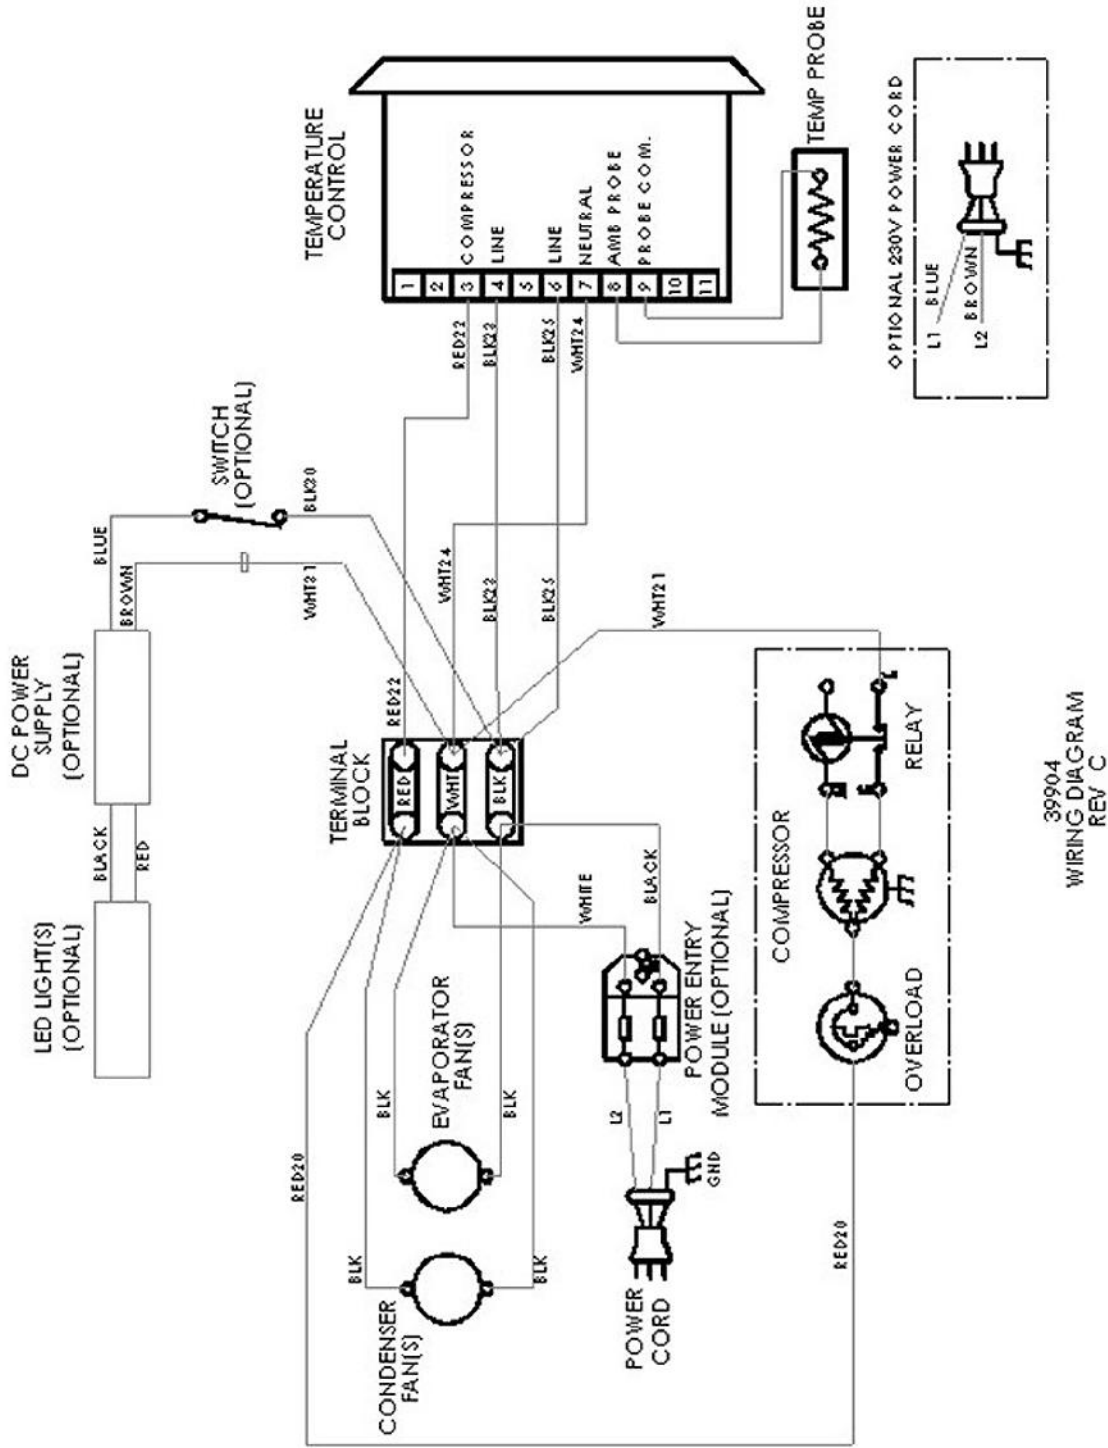 LED LIGHT(S)
(OPTIONAL)
BLACK
RED
DC POWER
SUPPLY
(OPTIONAL)
BLUE
BROWN
SWITCH
(OPTIONAL)
BLK20
WHT21
TEMPERATURE
CONTROL
1
2
3 COMPRESSOR
4 LINE
5
6 LINE
7 NEUTRAL
8 AMB PROBE
9 PROBE COM.
10
11
RED22
BLK23
BLK25
WHT24
TEMP PROBE
OPTIONAL 230V POWER CORD
L1 BLUE
L2 BROWN
RED22
WHT24
BLK23
BLK25
WHT21
TERMINAL
BLOCK
RED
WHT
BLK
RED20
BLK
EVAPORATOR
FAN(S)
BLK
BLK
CONDENSER
FAN(S)
BLK
WHITE
BLACK
POWER ENTRY
MODULE (OPTIONAL)
L2
L1
GND
POWER
CORD
COMPRESSOR
RELAY
L
OVERLOAD
RED20
39904
WIRING DIAGRAM
REV C